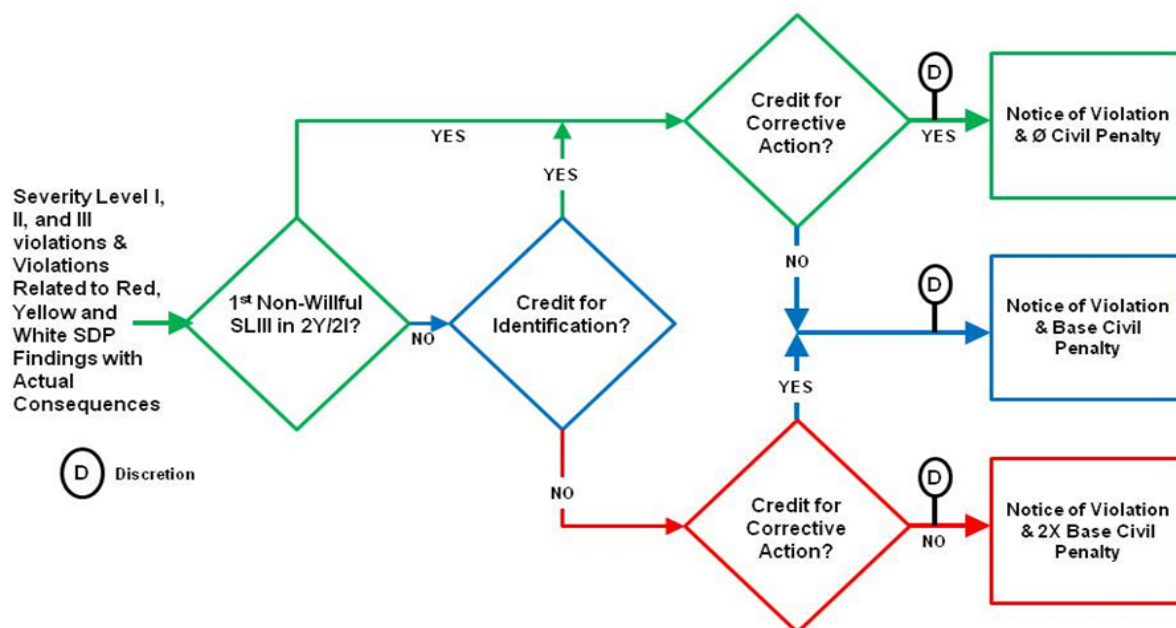 Severity Level I,
II, and III
violations &
Violations
Related to Red,
Yellow and
White SDP
Findings with
Actual
Consequences
D Discretion
1st Non-Willful
SLIII in 2Y/2I?
YES
NO
Credit for
Identification?
YES
NO
Credit for
Corrective
Action?
D
YES
NO
Notice of Violation
& Ø Civil Penalty
D
Notice of Violation
& Base Civil
Penalty
YES
Credit for
Corrective
Action?
D
NO
Notice of Violation
& 2X Base Civil
Penalty